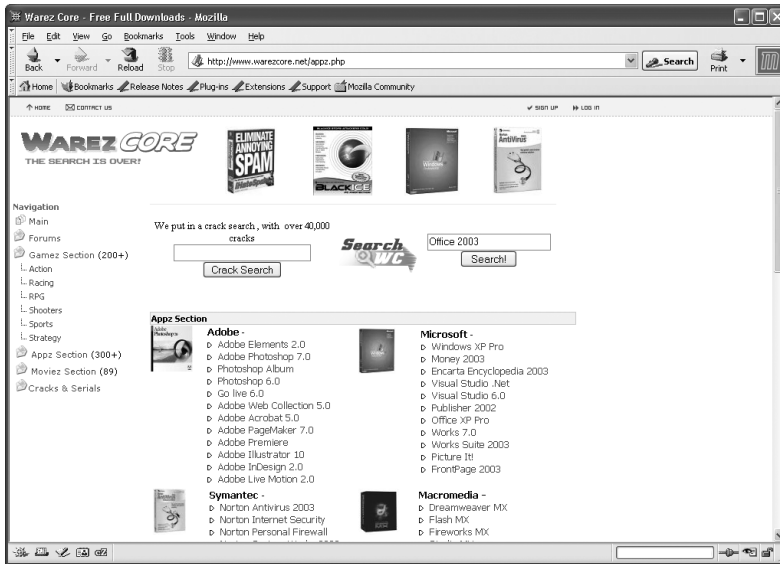 Warez Core - Free Full Downloads - Mozilla
File Edit View Go Bookmarks Tools Window Help
Back Forward Reload Stop http://www.warezcore.net/appz.php Search Print
Home Bookmarks Release Notes Plug-ins Extensions Support Mozilla Community
HOME CONTACT US SIGN UP LOG IN
WAREZ CORE
THE SEARCH IS OVER!
ELIMINATE ANNOYING SPAM
BLACKICE
Windows
Norton AntiVirus
Navigation
Main
Forums
Gamez Section (200+)
Action
Racing
RPG
Shooters
Sports
Strategy
Appz Section (300+)
Moviez Section (89)
Cracks & Serials
We put in a crack search , with over 40,000
cracks
Crack Search
Search WC
Office 2003
Search!
Appz Section
Adobe Photoshop
Adobe -
Adobe Elements 2.0
Adobe Photoshop 7.0
Photoshop Album
Photoshop 6.0
Go live 6.0
Adobe Web Collection 5.0
Adobe Acrobat 5.0
Adobe PageMaker 7.0
Adobe Premiere
Adobe Illustrator 10
Adobe InDesign 2.0
Adobe Live Motion 2.0
Microsoft -
Windows XP Pro
Money 2003
Encarta Encyclopedia 2003
Visual Studio .Net
Visual Studio 6.0
Publisher 2002
Office XP Pro
Works 7.0
Works Suite 2003
Picture It!
FrontPage 2003
Symantec -
Norton Antivirus 2003
Norton Internet Security
Norton Personal Firewall
Macromedia -
Dreamweaver MX
Flash MX
Fireworks MX